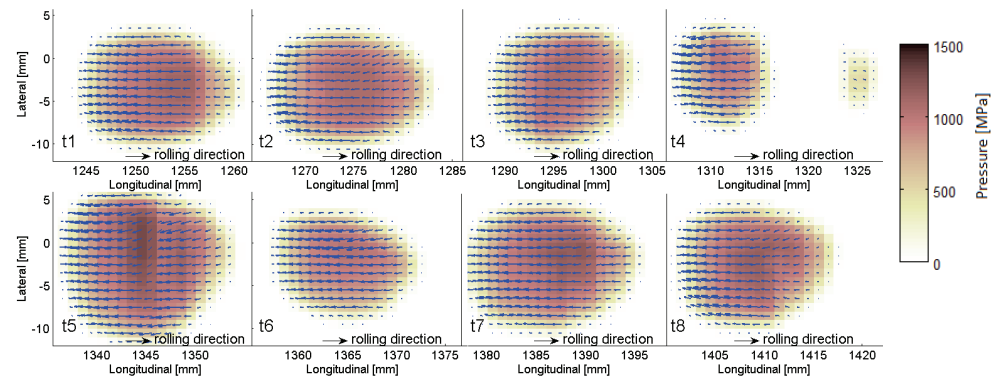 5
0
-5
-10
Lateral [mm]
t1
rolling direction
1245 1250 1255 1260
Longitudinal [mm]
t2
rolling direction
1270 1275 1280 1285
Longitudinal [mm]
t3
rolling direction
1290 1295 1300 1305
Longitudinal [mm]
t4
rolling direction
1310 1315 1320 1325
Longitudinal [mm]
5
0
-5
-10
Lateral [mm]
t5
rolling direction
1340 1345 1350
Longitudinal [mm]
t6
rolling direction
1360 1365 1370 1375
Longitudinal [mm]
t7
rolling direction
1380 1385 1390 1395
Longitudinal [mm]
t8
rolling direction
1405 1410 1415 1420
Longitudinal [mm]
1500
1000
500
0
Pressure [MPa]